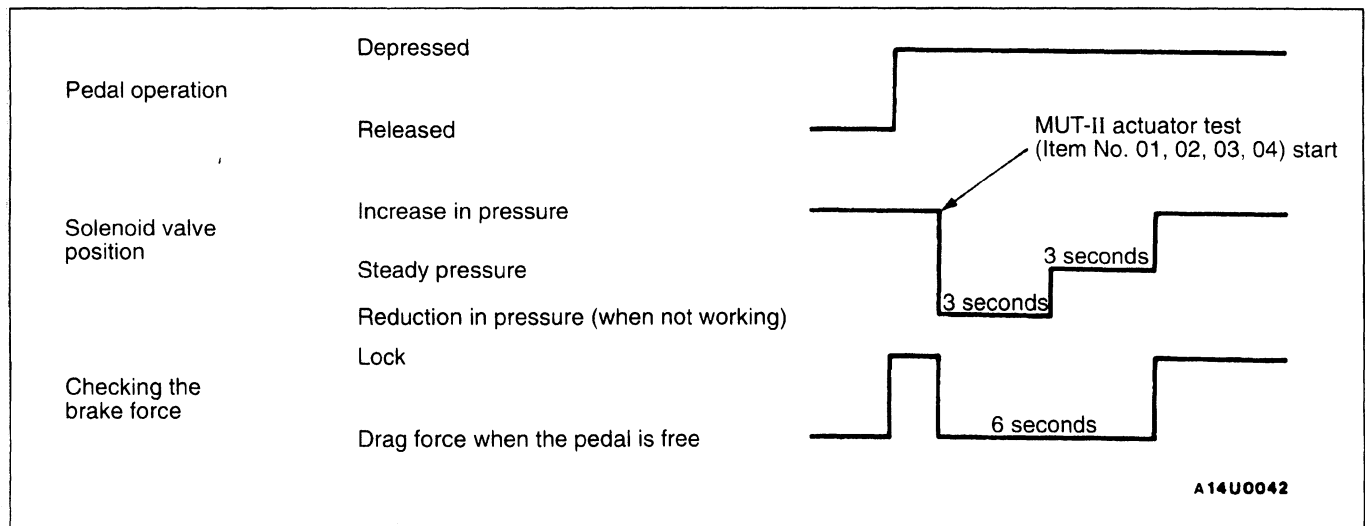 Depressed
Pedal operation
Released
MUT-II actuator test
(Item No. 01, 02, 03, 04) start
Increase in pressure
Solenoid valve
position
3 seconds
Steady pressure
3 seconds
Reduction in pressure (when not working)
Lock
Checking the
brake force
6 seconds
Drag force when the pedal is free
A14U0042